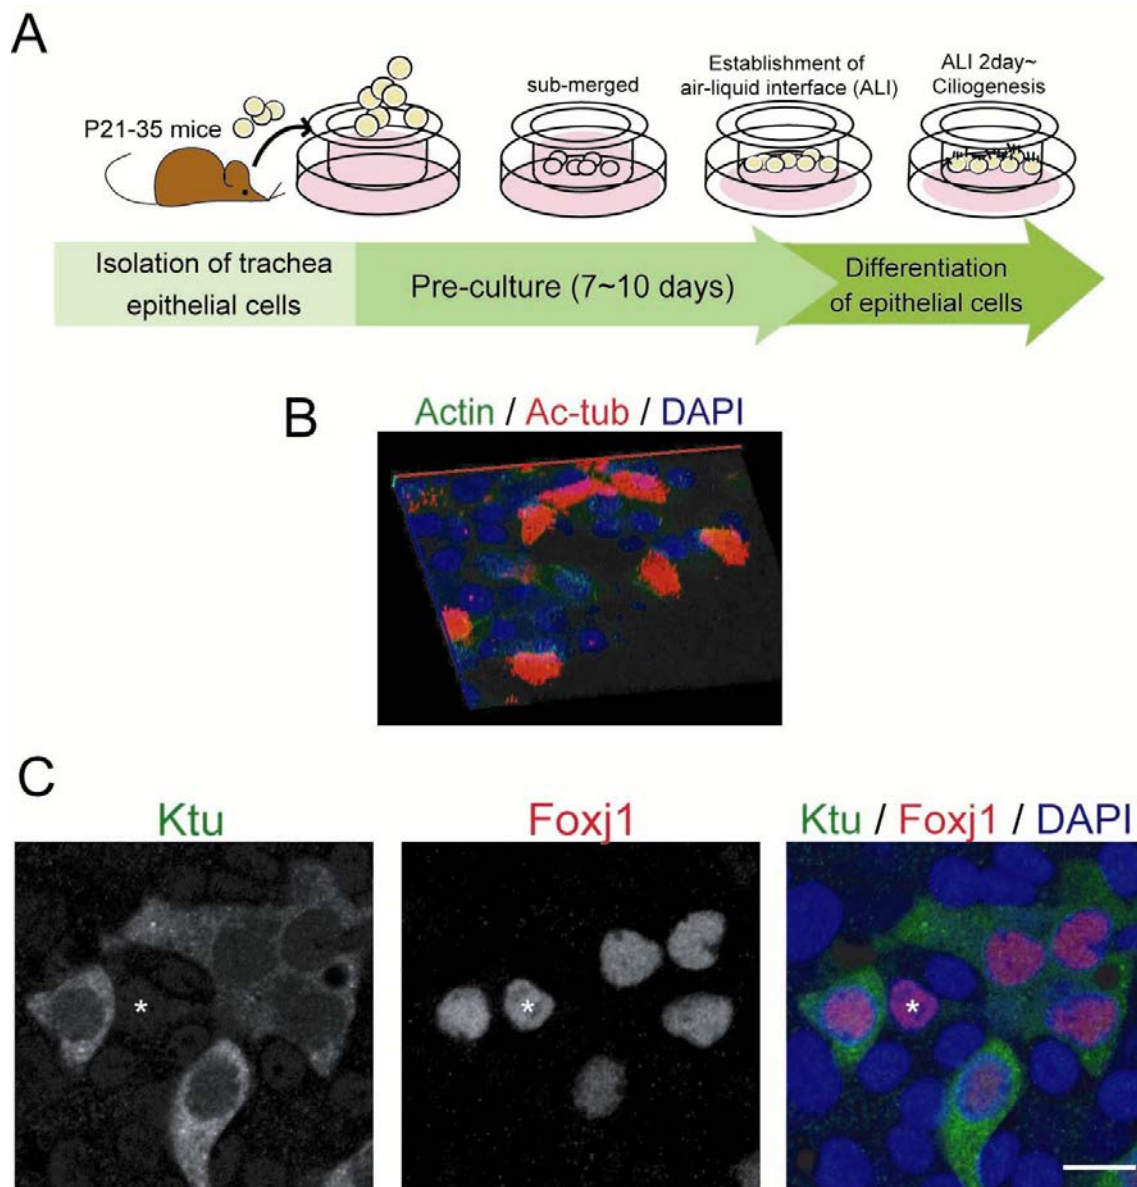 A
P21-35 mice
sub-merged
Establishment of
air-liquid interface (ALI)
ALI 2day~
Ciliogenesis
Isolation of trachea
epithelial cells
Pre-culture (7~10 days)
Differentiation
of epithelial cells
B
Actin / Ac-tub / DAPI
C
Ktu
Foxj1
Ktu / Foxj1 / DAPI
*
*
*